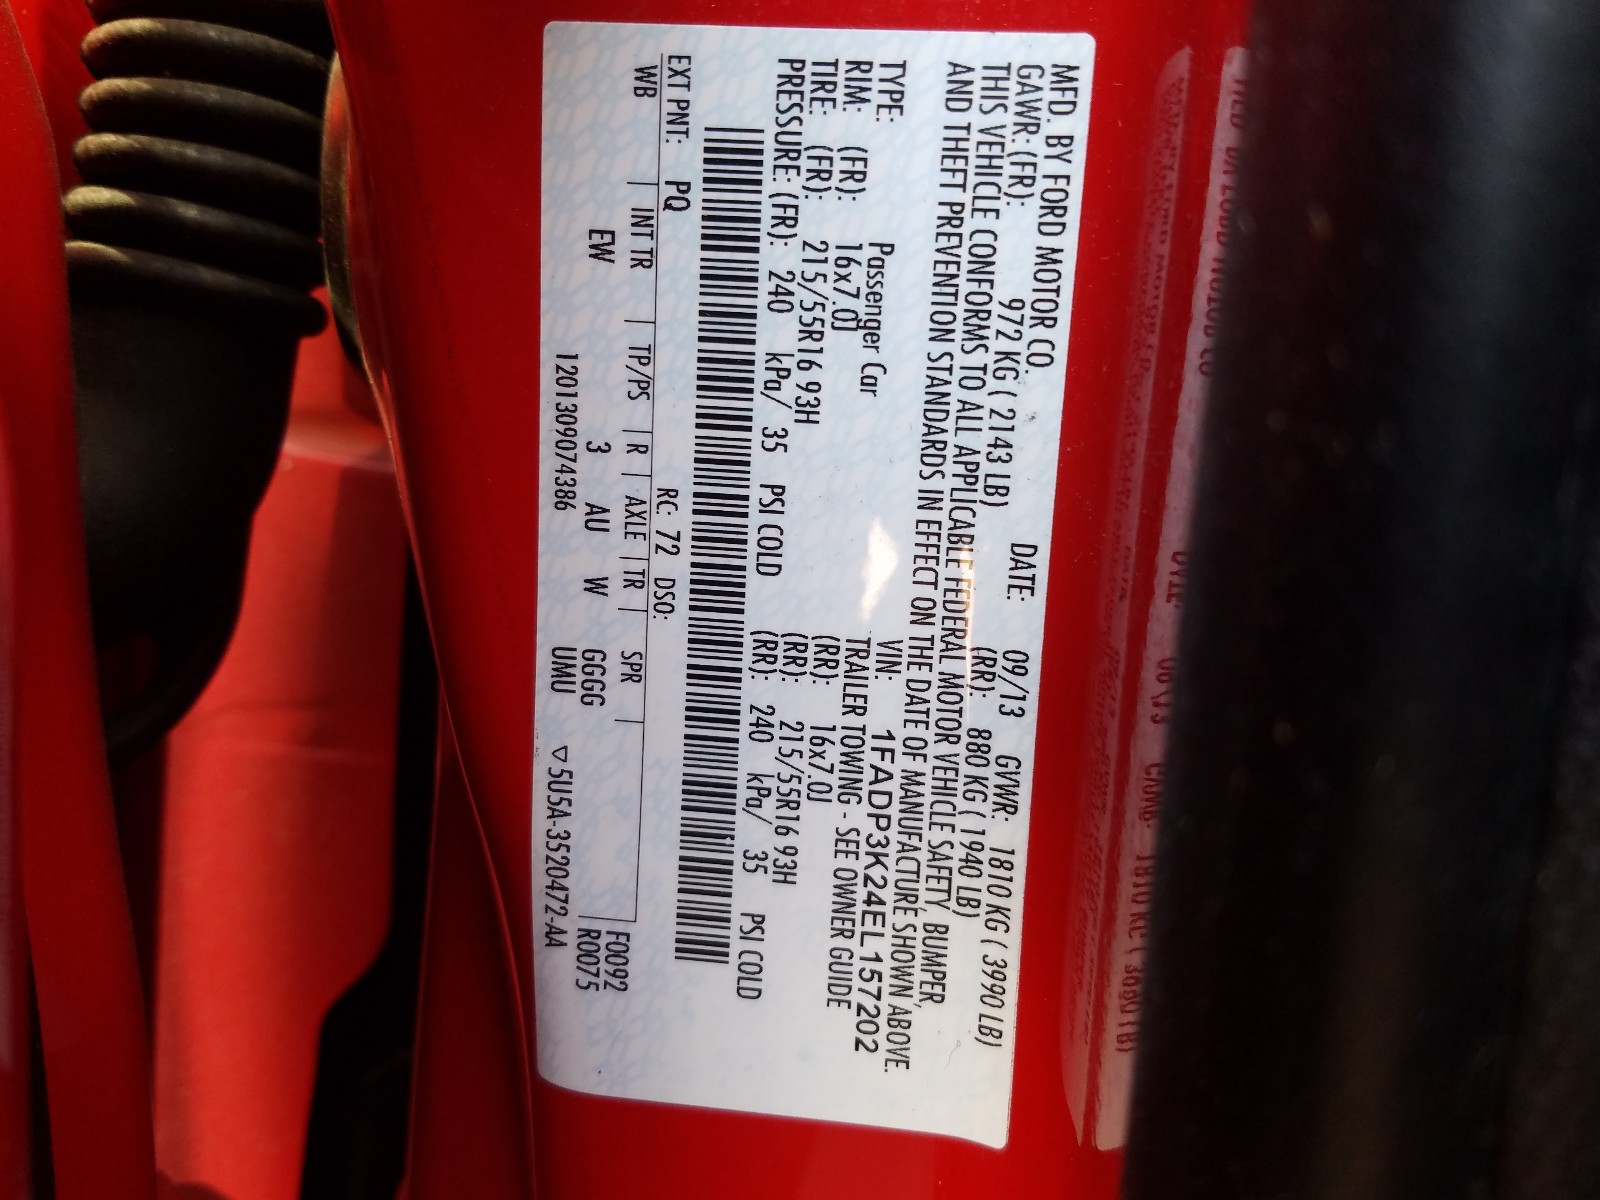 MFD. BY FORD MOTOR CO. DATE: 09/13 GVWR: 1810 KG ( 3990 LB)
GAWR: (FR): 972 KG ( 2143 LB) (RR): 880 KG ( 1940 LB)
THIS VEHICLE CONFORMS TO ALL APPLICABLE FEDERAL MOTOR VEHICLE SAFETY, BUMPER,
AND THEFT PREVENTION STANDARDS IN EFFECT ON THE DATE OF MANUFACTURE SHOWN ABOVE.
VIN: 1FADP3K24EL157202
TYPE: Passenger Car TRAILER TOWING - SEE OWNER GUIDE
RIM: (FR): 16x7.0J (RR): 16x7.0J
TIRE: (FR): 215/55R16 93H (RR): 215/55R16 93H
PRESSURE: (FR): 240 kPa/ 35 PSI COLD (RR): 240 kPa/ 35 PSI COLD
EXT PNT: PQ RC: 72 DSO:
WB | INT TR | TP/PS | R | AXLE | TR | SPR | F0092
EW 3 AU W GGGG R0075
120130907438​6 UMU ▽5U5A-3520472-AA